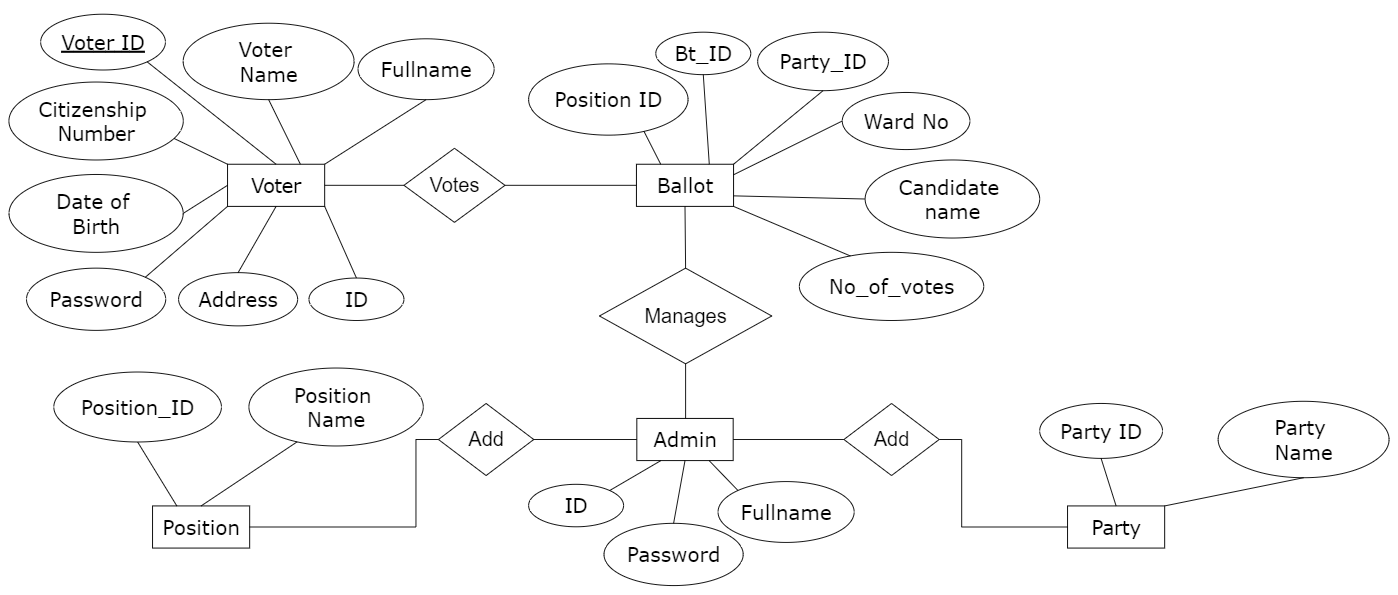 Voter ID
Voter
Name
Fullname
Bt_ID
Party_ID
Position ID
Ward No
Citizenship
Number
Voter
Votes
Ballot
Candidate
name
Date of
Birth
Password
Address
ID
No_of_votes
Manages
Position_ID
Position
Name
Add
Admin
Add
Party ID
Party
Name
ID
Fullname
Position
Party
Password